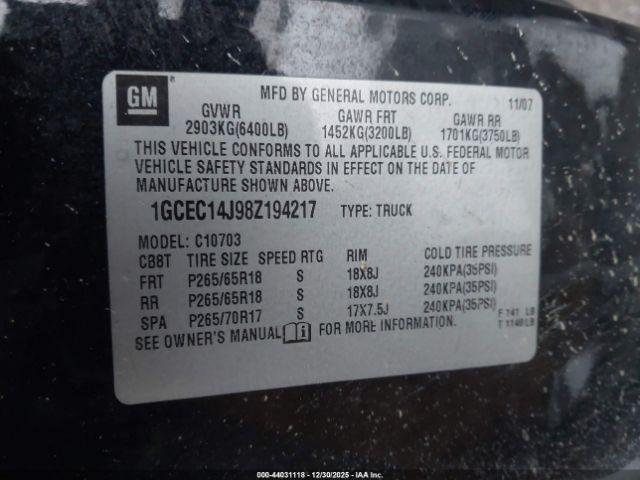 GM
MFD BY GENERAL MOTORS CORP. 11/07
GVWR GAWR FRT GAWR RR
2903KG(6400LB) 1452KG(3200LB) 1701KG(3750LB)
THIS VEHICLE CONFORMS TO ALL APPLICABLE U.S. FEDERAL MOTOR
VEHICLE SAFETY STANDARDS IN EFFECT ON THE DATE OF
MANUFACTURE SHOWN ABOVE.
1GCEC14J98Z194217 TYPE: TRUCK
MODEL: C10703
CB8T TIRE SIZE SPEED RTG RIM COLD TIRE PRESSURE
FRT P265/65R18 S 18X8J 240KPA(35PSI)
RR P265/65R18 S 18X8J 240KPA(35PSI)
SPA P265/70R17 S 17X7.5J 240KPA(35PSI)
F 141 LB
SEE OWNER'S MANUAL FOR MORE INFORMATION.
T 1148 LB
000-44031118 - 12/30/2025 - IAA Inc.